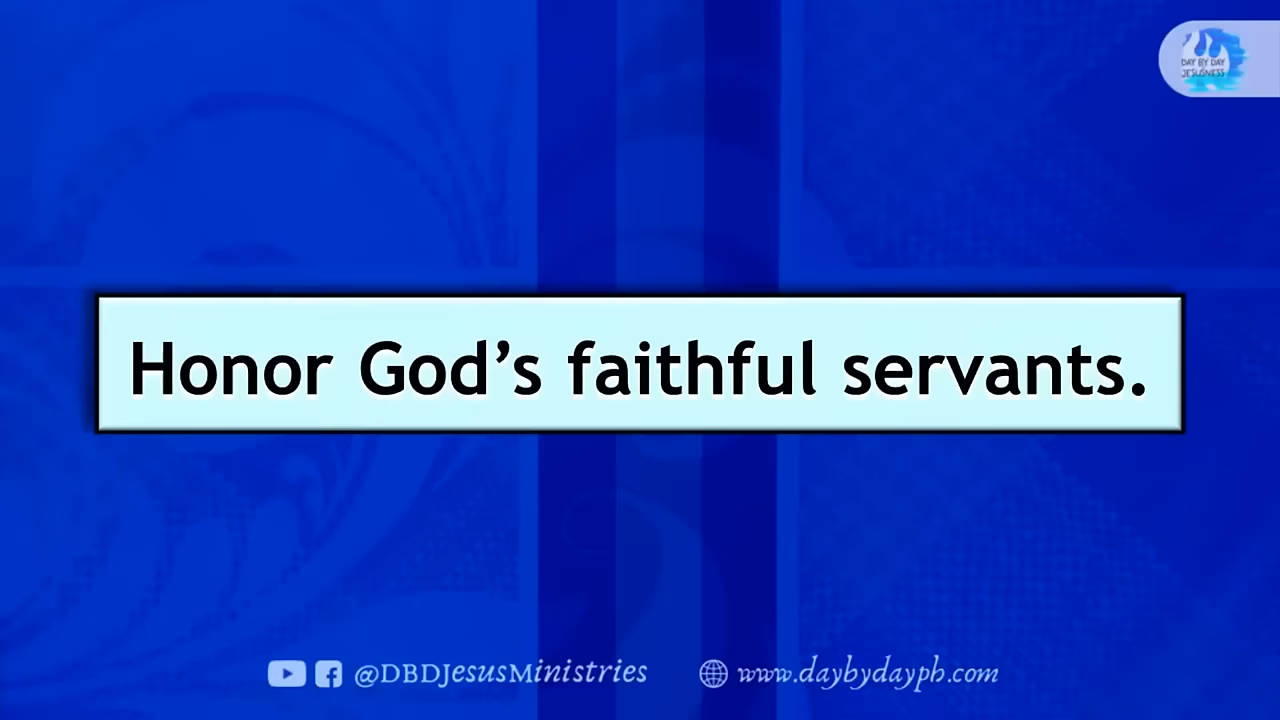 DAY BY DAY
JESUSNESS
Honor God’s faithful servants.
@DBDJesusMinistries
www.daybydayph.com